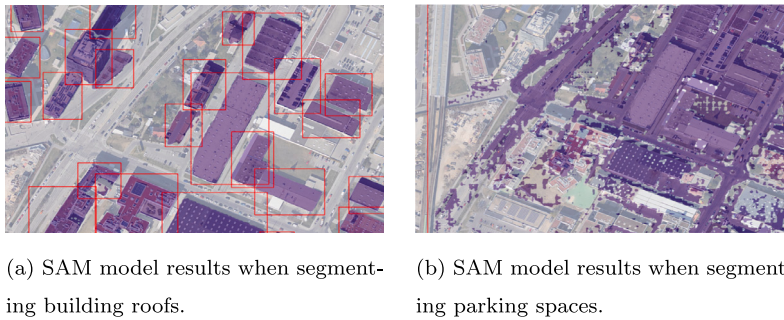 (a) SAM model results when segment-
ing building roofs.
(b) SAM model results when segment
ing parking spaces.